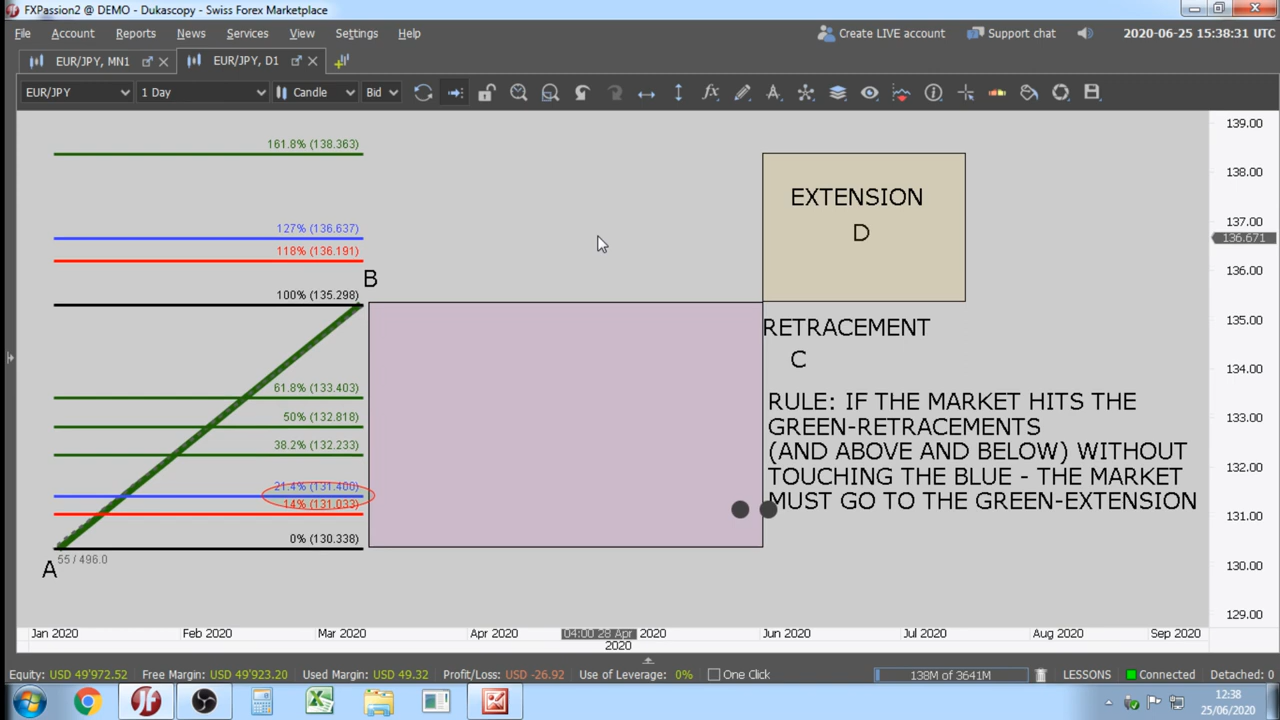 FXPassion2 @ DEMO - Dukascopy - Swiss Forex Marketplace
File Account Reports News Services View Settings Help
Create LIVE account Support chat 2020-06-25 15:38:31 UTC
EUR/JPY, MN1 EUR/JPY, D1
EUR/JPY 1 Day Candle Bid
139.00
161.8% (138.363)
138.00
EXTENSION
D
137.00
127% (136.637)
136.671
118% (136.191)
136.00
B
100% (135.298)
135.00
RETRACEMENT
C
134.00
61.8% (133.403)
RULE: IF THE MARKET HITS THE
50% (132.818)
133.00
GREEN-RETRACEMENTS
38.2% (132.233)
(AND ABOVE AND BELOW) WITHOUT
132.00
TOUCHING THE BLUE - THE MARKET
21.4% (131.400)
MUST GO TO THE GREEN-EXTENSION
14% (131.033)
131.00
0% (130.338)
55 / 496.0
A
130.00
129.00
Jan 2020 Feb 2020 Mar 2020 Apr 2020 04:00 28 Apr 2020 Jun 2020 Jul 2020 Aug 2020 Sep 2020
2020
Equity: USD 49'972.52 Free Margin: USD 49'923.20 Used Margin: USD 49.32 Profit/Loss: USD -26.92 Use of Leverage: 0% One Click 138M of 3641M LESSONS Connected Detached: 0
12:38
25/06/2020